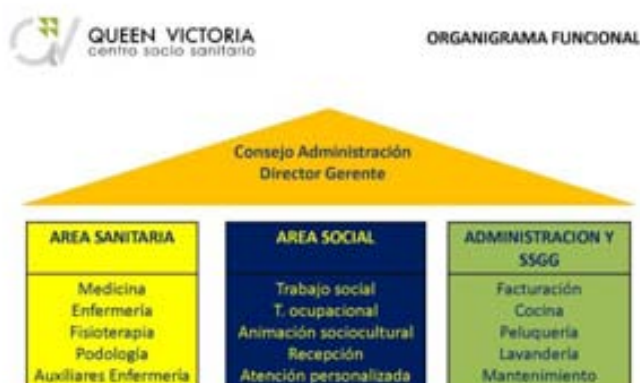 QUEEN VICTORIA
centro socio sanitario
ORGANIGRAMA FUNCIONAL
Consejo Administración
Director Gerente
AREA SANITARIA
Medicina
Enfermería
Fisioterapia
Podología
Auxiliares Enfermería
AREA SOCIAL
Trabajo social
T. ocupacional
Animación sociocultural
Recepción
Atención personalizada
ADMINISTRACION Y
SSGG
Facturación
Cocina
Peluquería
Lavandería
Mantenimiento